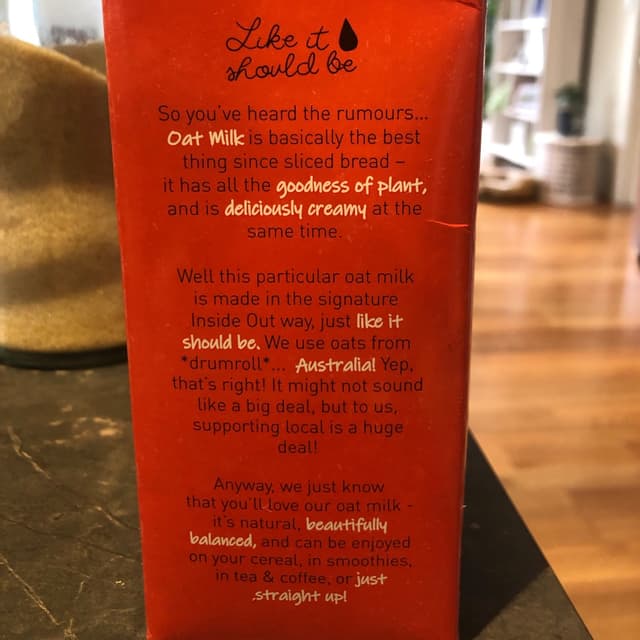 Like it
should be
So you've heard the rumours...
Oat Milk is basically the best
thing since sliced bread –
it has all the goodness of plant,
and is deliciously creamy at the
same time.
Well this particular oat milk
is made in the signature
Inside Out way, just like it
should be. We use oats from
*drumroll*... Australia! Yep,
that's right! It might not sound
like a big deal, but to us,
supporting local is a huge
deal!
Anyway, we just know
that you'll love our oat milk -
it's natural, beautifully
balanced, and can be enjoyed
on your cereal, in smoothies,
in tea & coffee, or just
straight up!